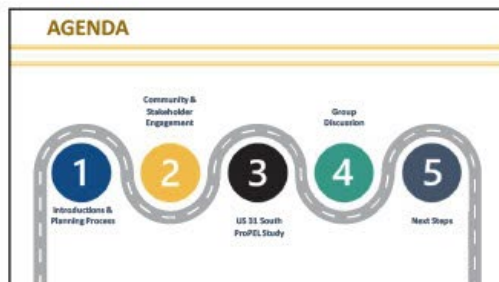 AGENDA
Community &
Stakeholder
Engagement
Group
Discussion
1
2
3
4
5
Introductions &
Planning Process
US 31 South
ProPEL Study
Next Steps